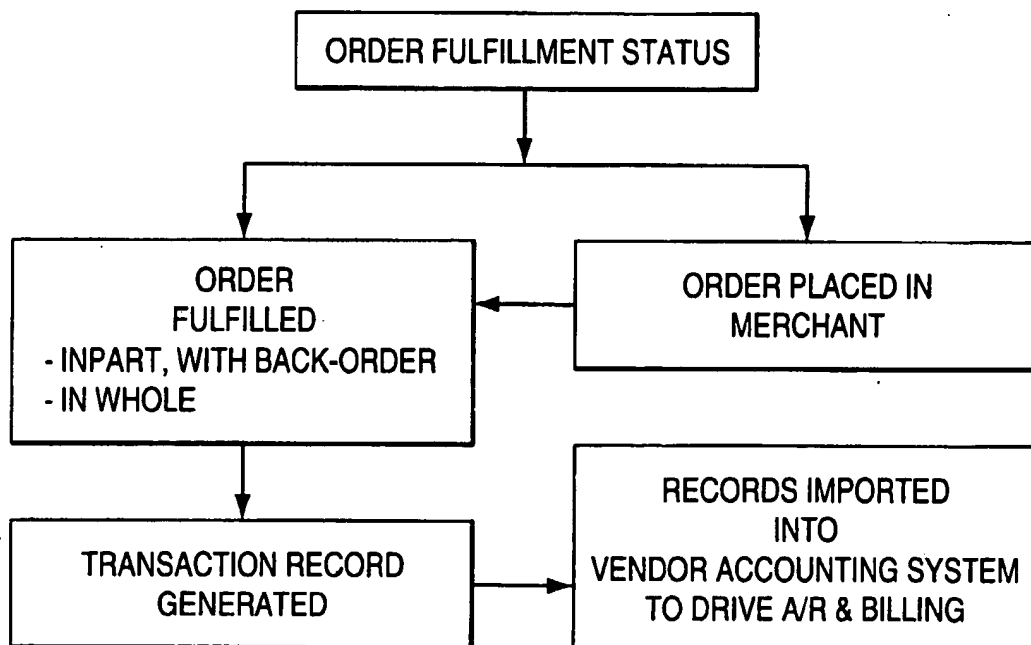 ORDER FULFILLMENT STATUS
ORDER
FULFILLED
- INPART, WITH BACK-ORDER
- IN WHOLE
ORDER PLACED IN
MERCHANT
TRANSACTION RECORD
GENERATED
RECORDS IMPORTED
INTO
VENDOR ACCOUNTING SYSTEM
TO DRIVE A/R & BILLING